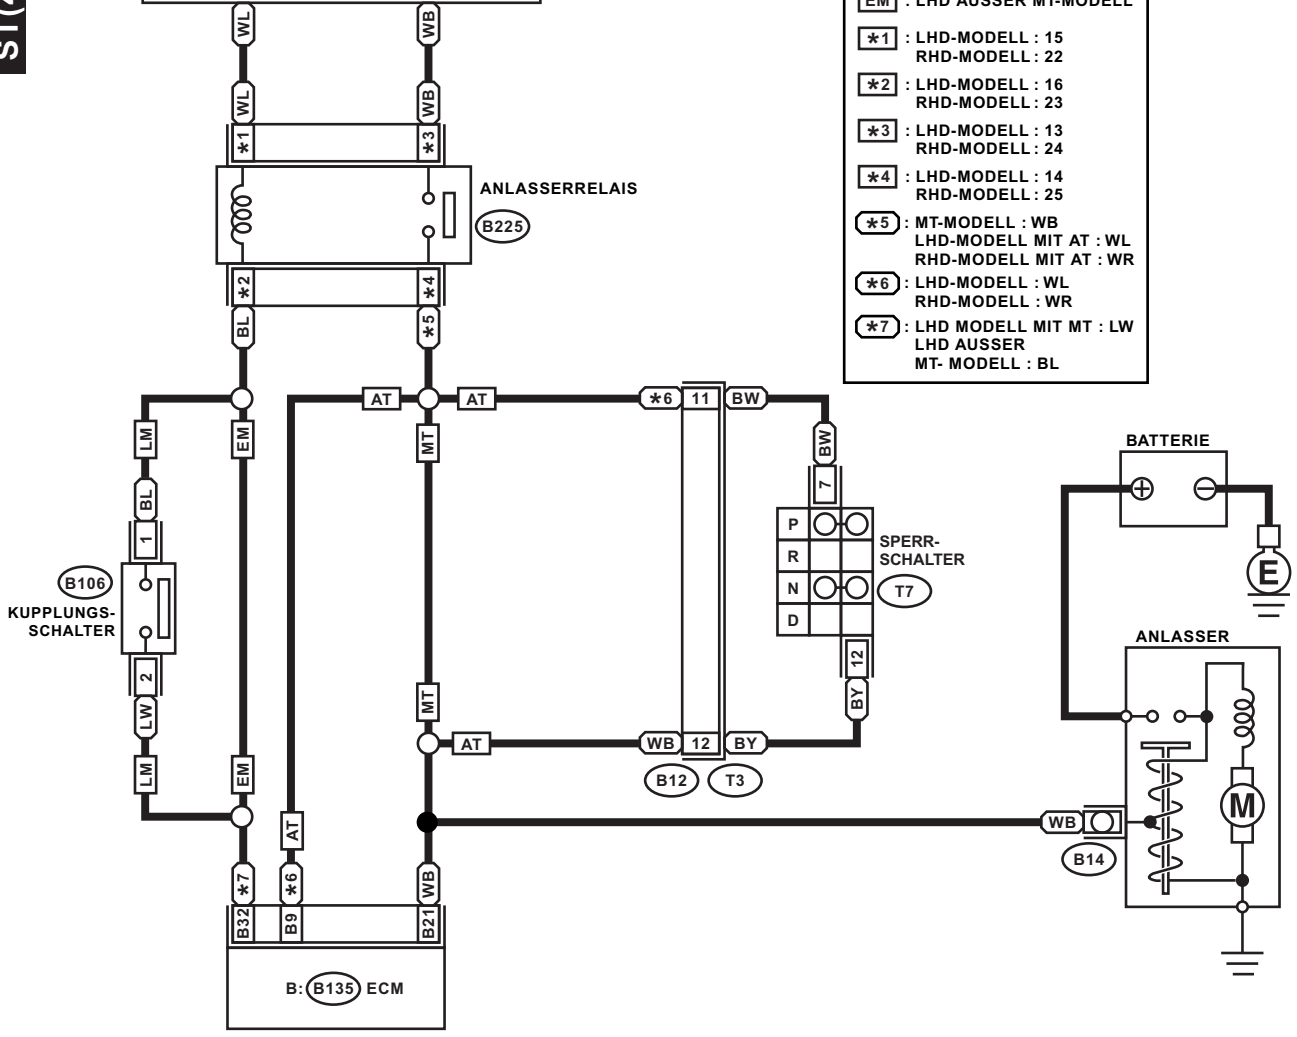 ST(
WL
WB
WL
WB
*1
*3
ANLASSERRELAIS
B225
*2
*4
BL
*5
EM : LHD AUSSER MT-MODELL
*1 : LHD-MODELL : 15
RHD-MODELL : 22
*2 : LHD-MODELL : 16
RHD-MODELL : 23
*3 : LHD-MODELL : 13
RHD-MODELL : 24
*4 : LHD-MODELL : 14
RHD-MODELL : 25
*5 : MT-MODELL : WB
LHD-MODELL MIT AT : WL
RHD-MODELL MIT AT : WR
*6 : LHD-MODELL : WL
RHD-MODELL : WR
*7 : LHD MODELL MIT MT : LW
LHD AUSSER
MT- MODELL : BL
AT
AT
*6
11
BW
LM
EM
MT
BW
BL
7
1
P
R
N
D
SPERR-
SCHALTER
T7
B106
KUPPLUNGS-
SCHALTER
2
LW
LM
EM
12
BY
MT
AT
WB
12
BY
B12
T3
BATTERIE
+
−
E
ANLASSER
M
AT
WB
B14
*7
*6
WB
B32
B9
B21
B: B135 ECM